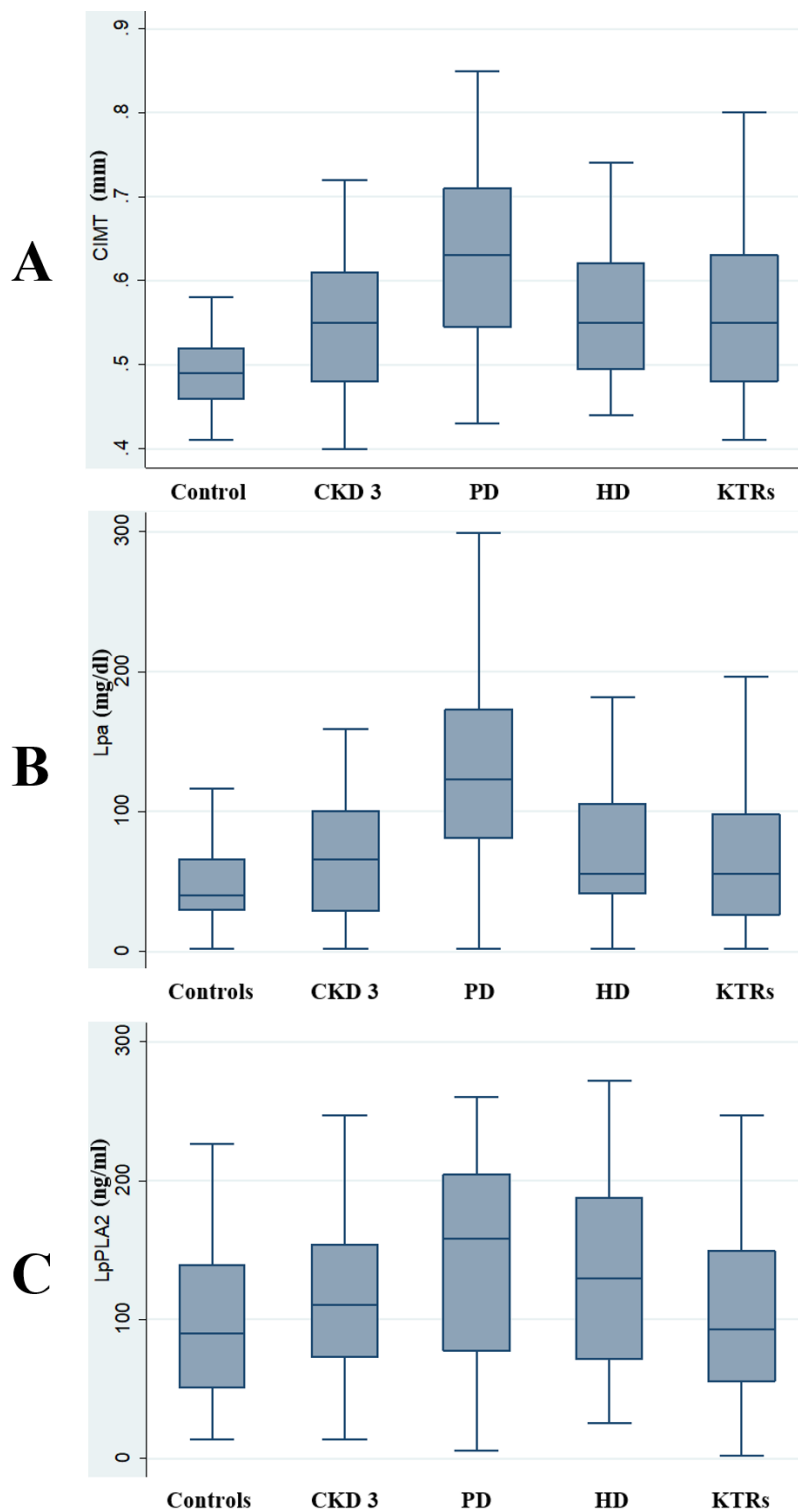 A
CIMT (mm)
.9
.8
.7
.6
.5
.4
Control CKD 3 PD HD KTRs
B
Lpa (mg/dl)
300
200
100
0
Controls CKD 3 PD HD KTRs
C
LpPLA2 (ng/ml)
300
200
100
0
Controls CKD 3 PD HD KTRs